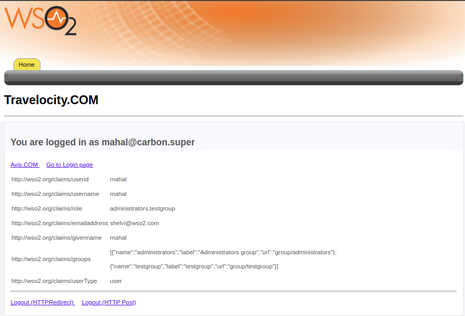 WSO2
Home
Travelocity.COM
You are logged in as mahal@carbon.super
Avis.COM Go to Login page
http://wso2.org/claims/userid mahal
http://wso2.org/claims/username mahal
http://wso2.org/claims/role administrators,testgroup
http://wso2.org/claims/emailaddress shelvi@wso2.com
http://wso2.org/claims/givenname mahal
http://wso2.org/claims/groups [{"name":"administrators","label":"Administrators group","url":"group/administrators"},
{"name":"testgroup","label":"testgroup","url":"group/testgroup"}]
http://wso2.org/claims/userType user
Logout (HTTPRedirect) Logout (HTTP Post)